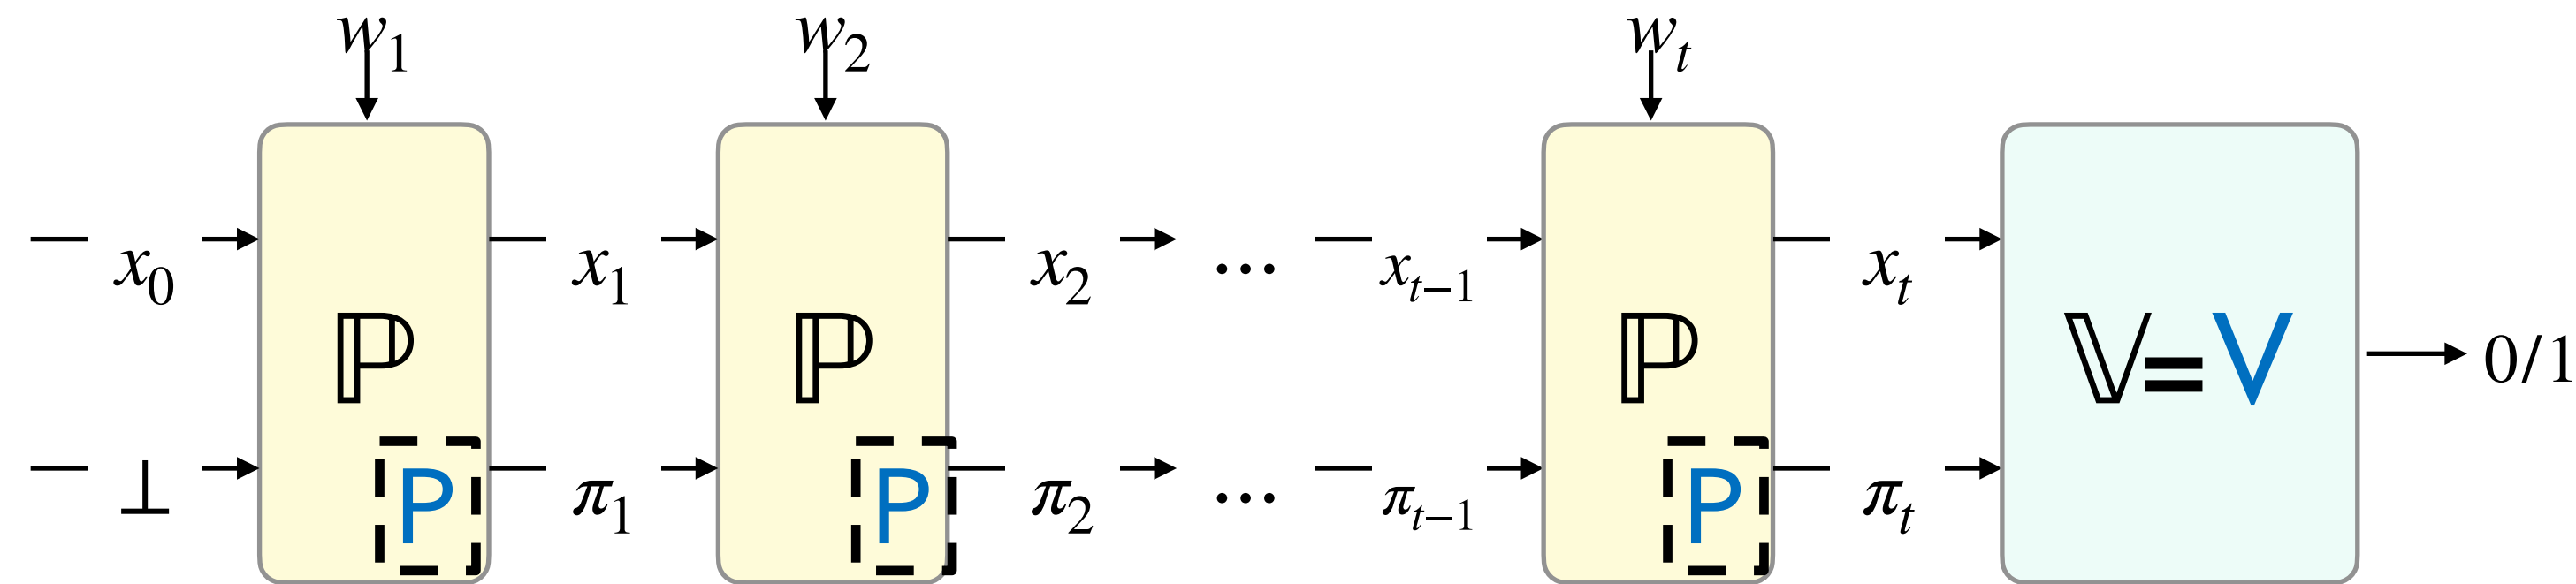 w₁ w₂ wₜ
x₀ x₁ x₂ ... xₜ₋₁ xₜ
ℙ ℙ ℙ 𝕍=V 0/1
⊥ P π₁ P π₂ ... πₜ₋₁ P πₜ